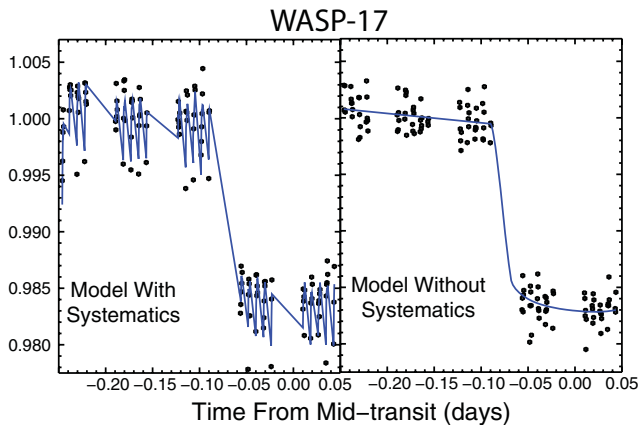 WASP-17
1.005
1.000
0.995
0.990
0.985
0.980
Model With
Systematics
Model Without
Systematics
−0.20 −0.15 −0.10 −0.05 0.00 0.05
−0.20 −0.15 −0.10 −0.05 0.00 0.05
Time From Mid−transit (days)